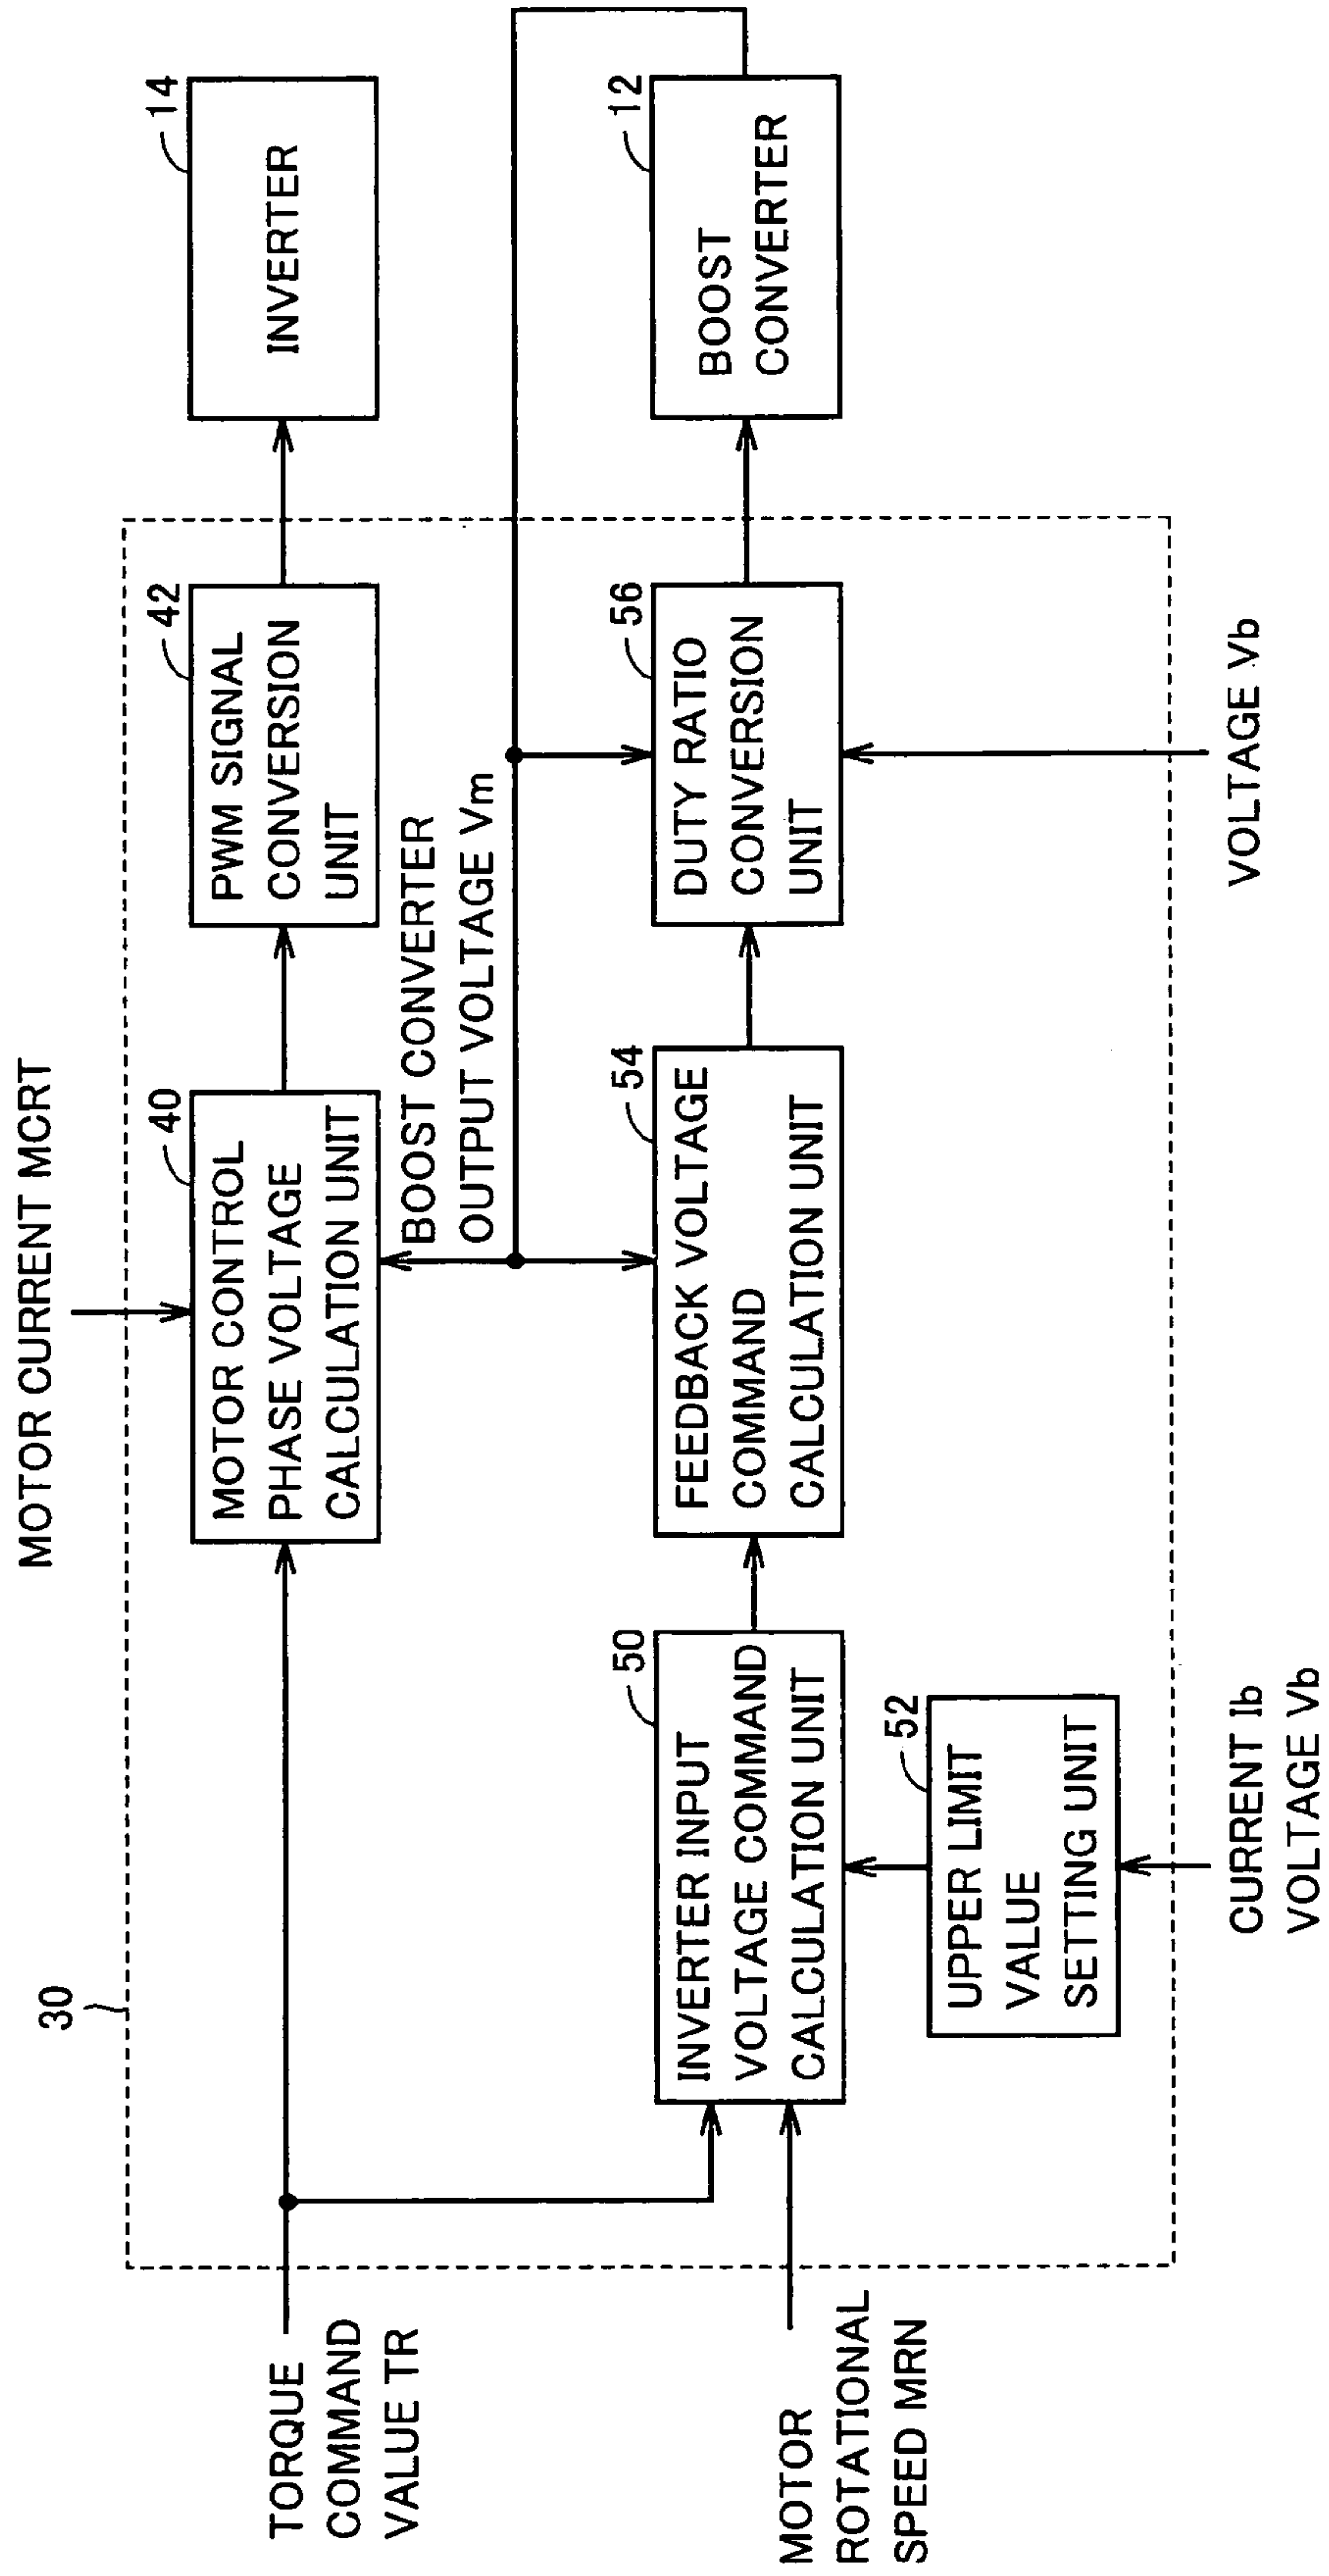 MOTOR CURRENT MCRT
30
TORQUE
COMMAND
VALUE TR
40
MOTOR CONTROL
PHASE VOLTAGE
CALCULATION UNIT
42
PWM SIGNAL
CONVERSION
UNIT
14
INVERTER
BOOST CONVERTER
OUTPUT VOLTAGE Vm
MOTOR
ROTATIONAL
SPEED MRN
50
INVERTER INPUT
VOLTAGE COMMAND
CALCULATION UNIT
54
FEEDBACK VOLTAGE
COMMAND
CALCULATION UNIT
56
DUTY RATIO
CONVERSION
UNIT
12
BOOST
CONVERTER
52
UPPER LIMIT
VALUE
SETTING UNIT
CURRENT Ib
VOLTAGE Vb
VOLTAGE Vb